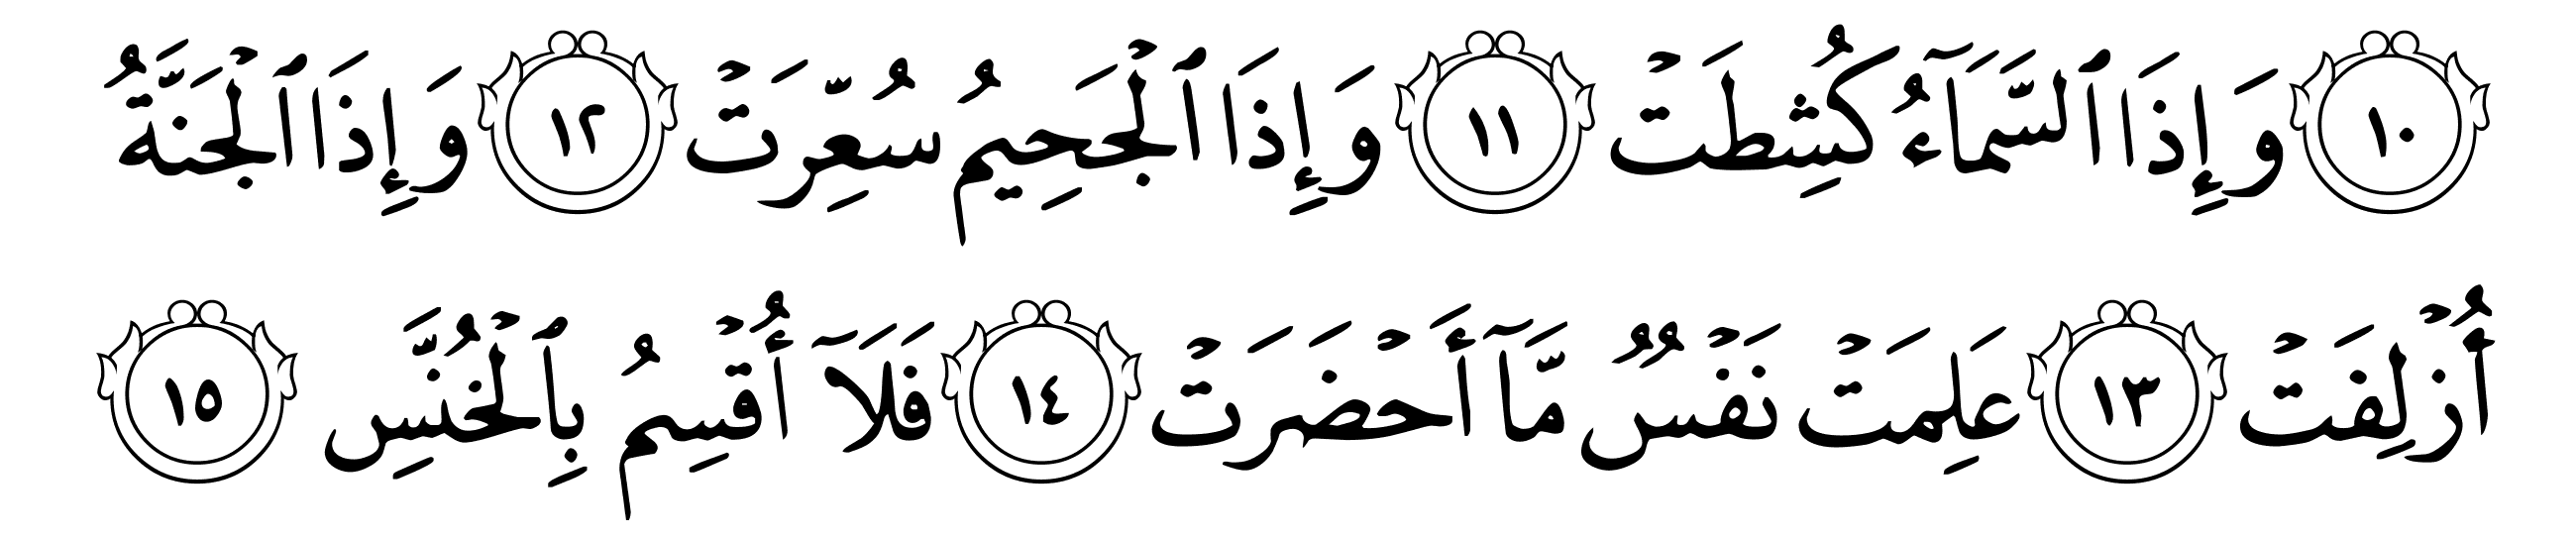 ١٠ وَإِذَا ٱلسَّمَآءُ كُشِطَتۡ ١١ وَإِذَا ٱلۡجَحِيمُ سُعِّرَتۡ ١٢ وَإِذَا ٱلۡجَنَّةُ
أُزۡلِفَتۡ ١٣ عَلِمَتۡ نَفۡسٞ مَّآ أَحۡضَرَتۡ ١٤ فَلَآ أُقۡسِمُ بِٱلۡخُنَّسِ ١٥